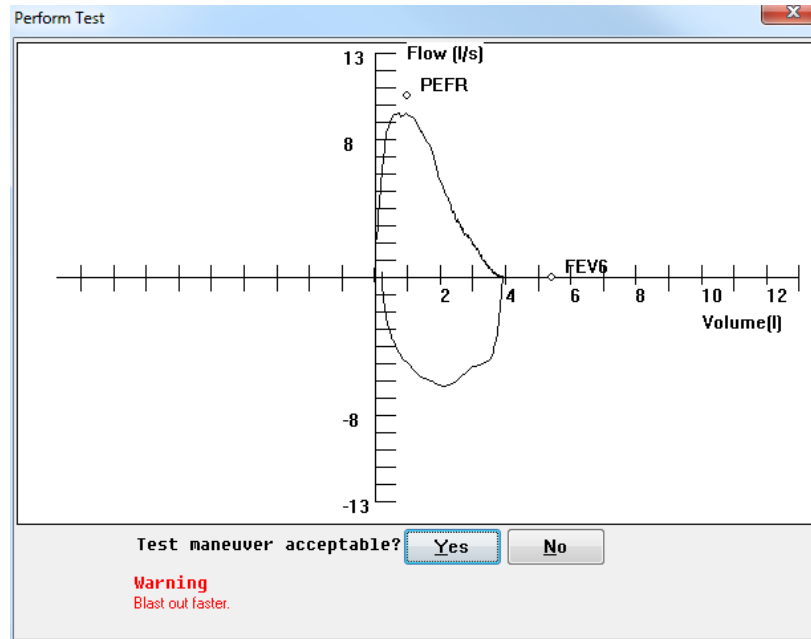 Perform Test
13
Flow (l/s)
PEFR
8
FEV6
2 4 6 8 10 12
Volume(l)
-8
-13
Test maneuver acceptable? Yes No
Warning
Blast out faster.